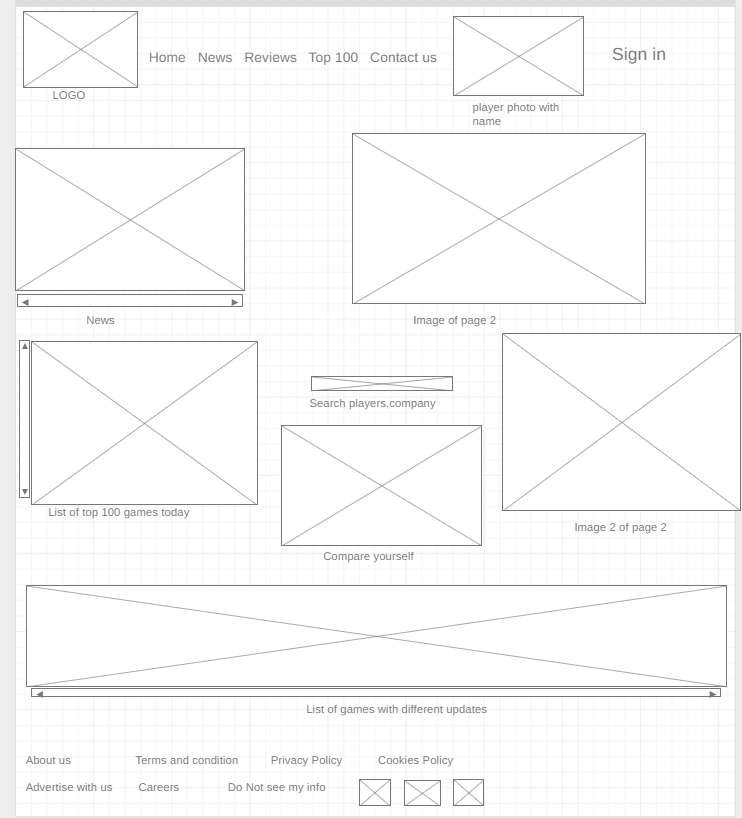 Home News Reviews Top 100 Contact us
Sign in
LOGO
player photo with
name
News
Image of page 2
Search players,company
List of top 100 games today
Image 2 of page 2
Compare yourself
List of games with different updates
About us Terms and condition Privacy Policy Cookies Policy
Advertise with us Careers Do Not see my info